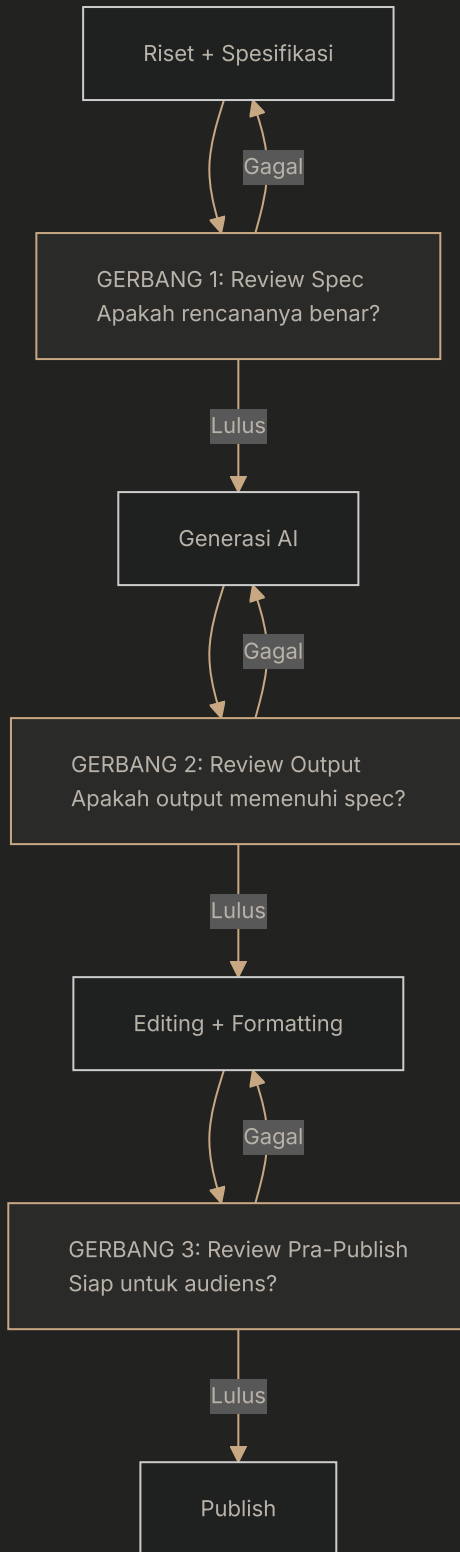 Riset + Spesifikasi
Gagal
GERBANG 1: Review Spec
Apakah rencananya benar?
Lulus
Generasi AI
Gagal
GERBANG 2: Review Output
Apakah output memenuhi spec?
Lulus
Editing + Formatting
Gagal
GERBANG 3: Review Pra-Publish
Siap untuk audiens?
Lulus
Publish